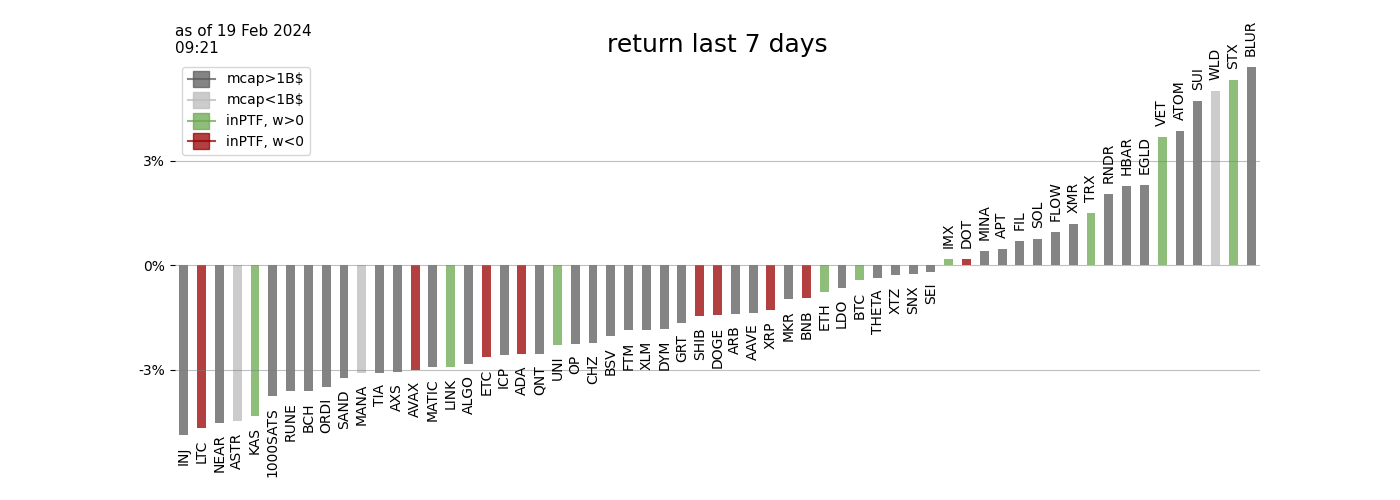 as of 19 Feb 2024
09:21
return last 7 days
mcap>1B$
mcap<1B$
inPTF, w>0
inPTF, w<0
3%
0%
-3%
INJ
LTC
NEAR
ASTR
KAS
1000SATS
RUNE
BCH
ORDI
SAND
MANA
TIA
AXS
AVAX
MATIC
LINK
ALGO
ETC
ICP
ADA
QNT
UNI
OP
CHZ
BSV
FTM
XLM
DYM
GRT
SHIB
DOGE
ARB
AAVE
XRP
MKR
BNB
ETH
LDO
BTC
THETA
XTZ
SNX
SEI
IMX
DOT
MINA
APT
FIL
SOL
FLOW
XMR
TRX
RNDR
HBAR
EGLD
VET
ATOM
SUI
WLD
STX
BLUR